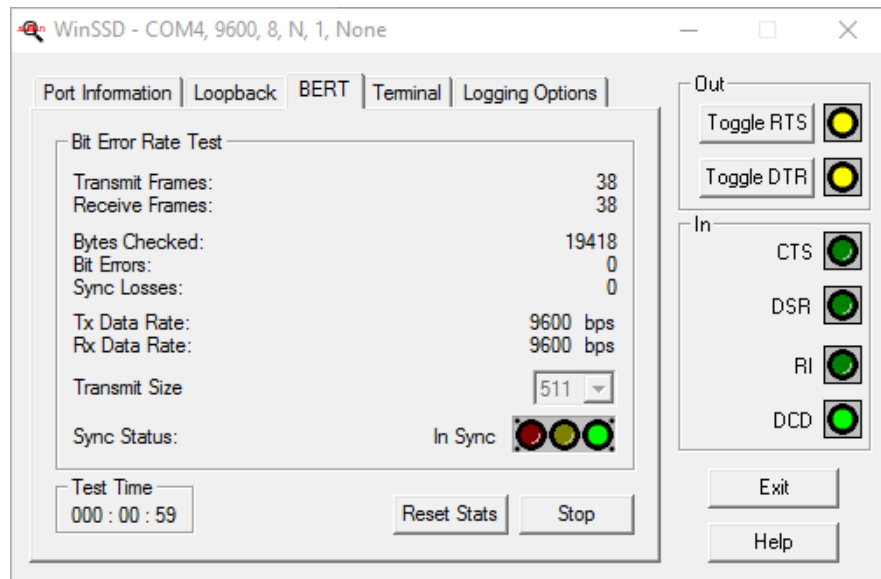 WinSSD - COM4, 9600, 8, N, 1, None
Port Information Loopback BERT Terminal Logging Options
Bit Error Rate Test
Transmit Frames: 38
Receive Frames: 38
Bytes Checked: 19418
Bit Errors: 0
Sync Losses: 0
Tx Data Rate: 9600 bps
Rx Data Rate: 9600 bps
Transmit Size 511
Sync Status: In Sync
Test Time
000 : 00 : 59
Reset Stats Stop
Out
Toggle RTS
Toggle DTR
In
CTS
DSR
RI
DCD
Exit
Help